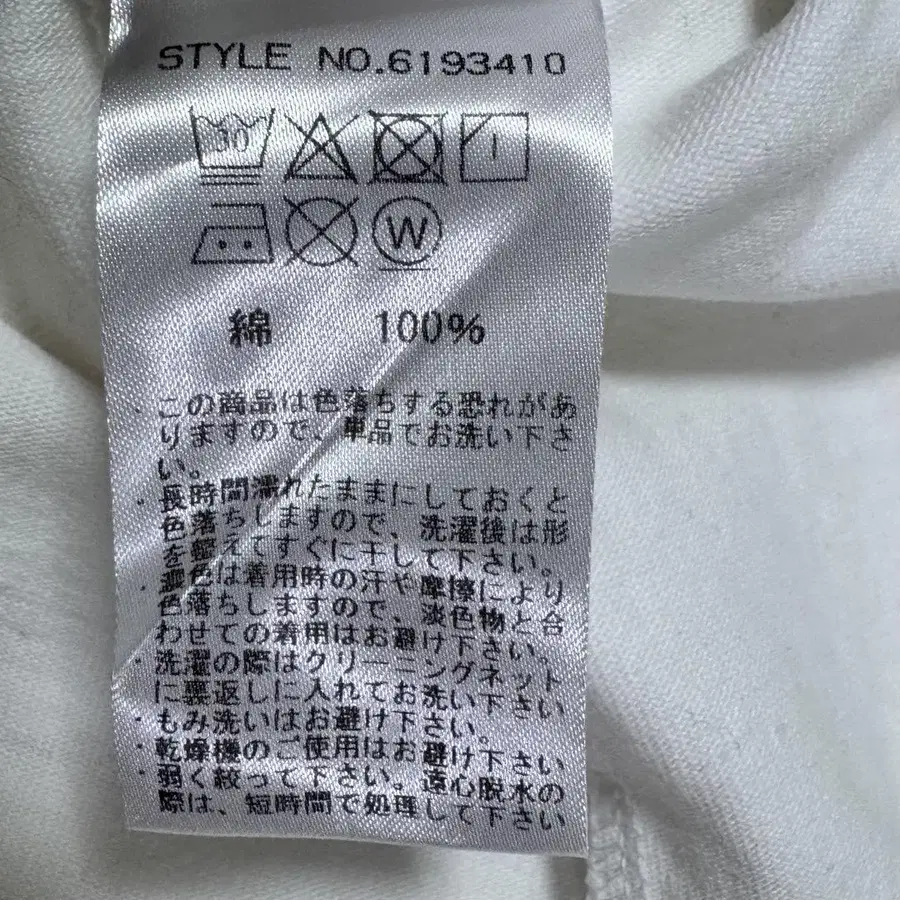 STYLE NO.6193410
30
W
綿 100%
・この商品は色落ちする恐れがあ
りますので、単品でお洗い下さ
い。
・長時間濡れたままにしておくと
色落ちしますので、洗濯後は形
を整えてすぐに干して下さい。
・濃色は着用時の汗や摩擦により
色落ちしますので、淡色物と合
わせての着用はお避け下さい。
・洗濯の際はクリーニングネット
に裏返しに入れてお洗い下さい。
・もみ洗いはお避け下さい。
・乾燥機のご使用はお避け下さい
・弱く絞って下さい。遠心脱水の
際は、短時間で処理して下さい